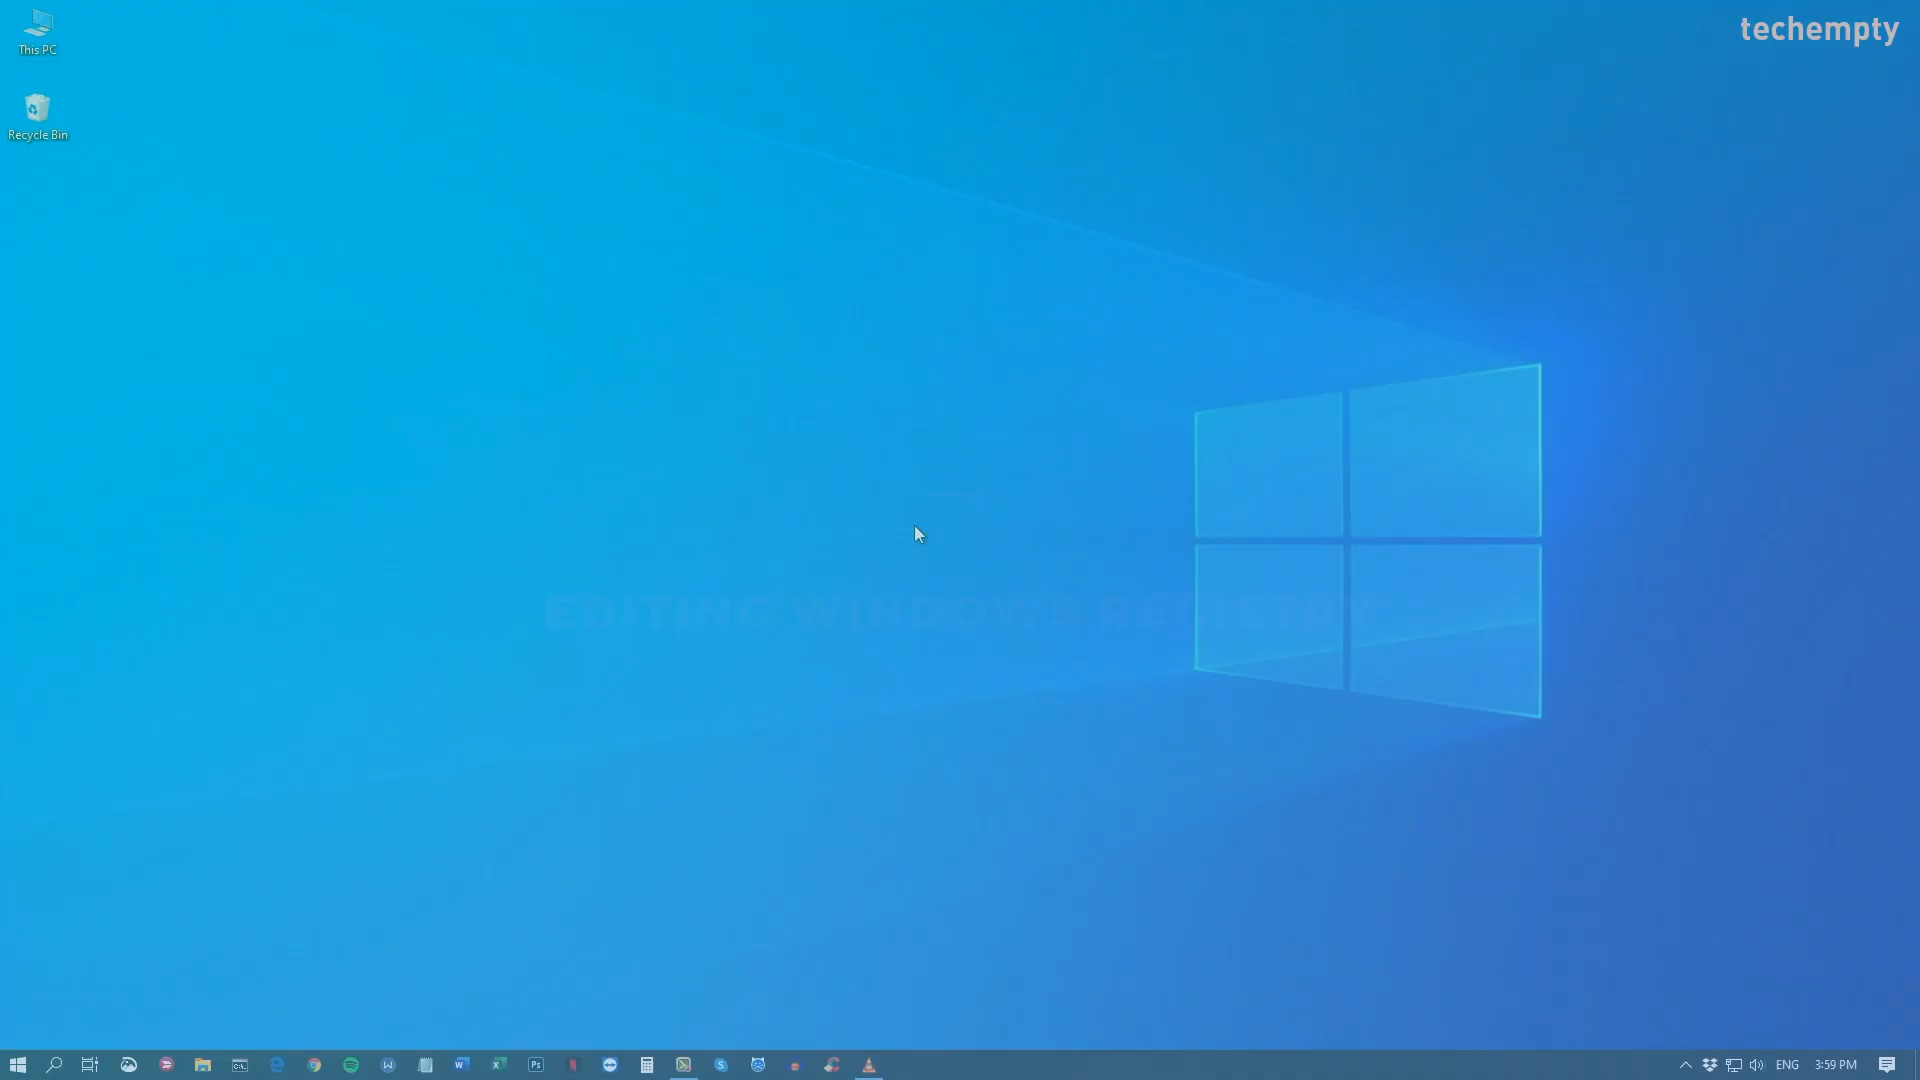 This PC
techempty
Recycle Bin
EDITING WINDOWS REGISTRY
ENG
3:59 PM